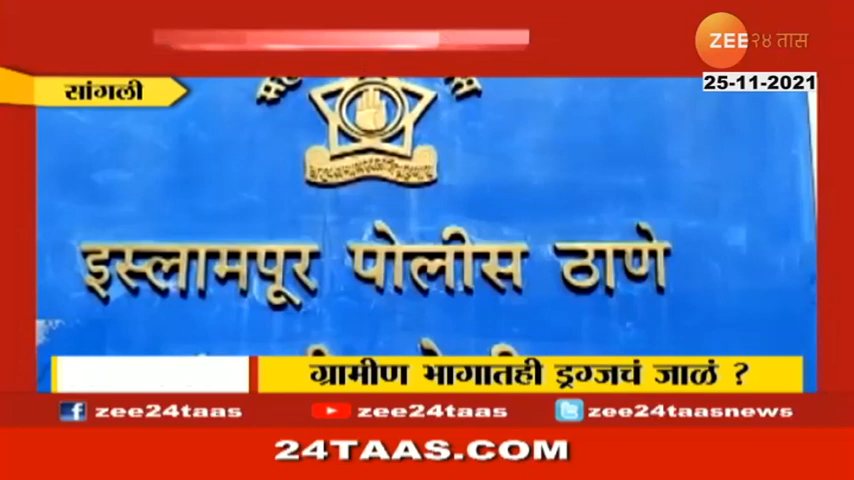 ZEE २४ तास
25-11-2021
सांगली
इस्लामपूर पोलीस ठाणे
ग्रामीण भागातही ड्रग्जचं जाळं ?
zee24taas
zee24taas
zee24taasnews
24TAAS.COM